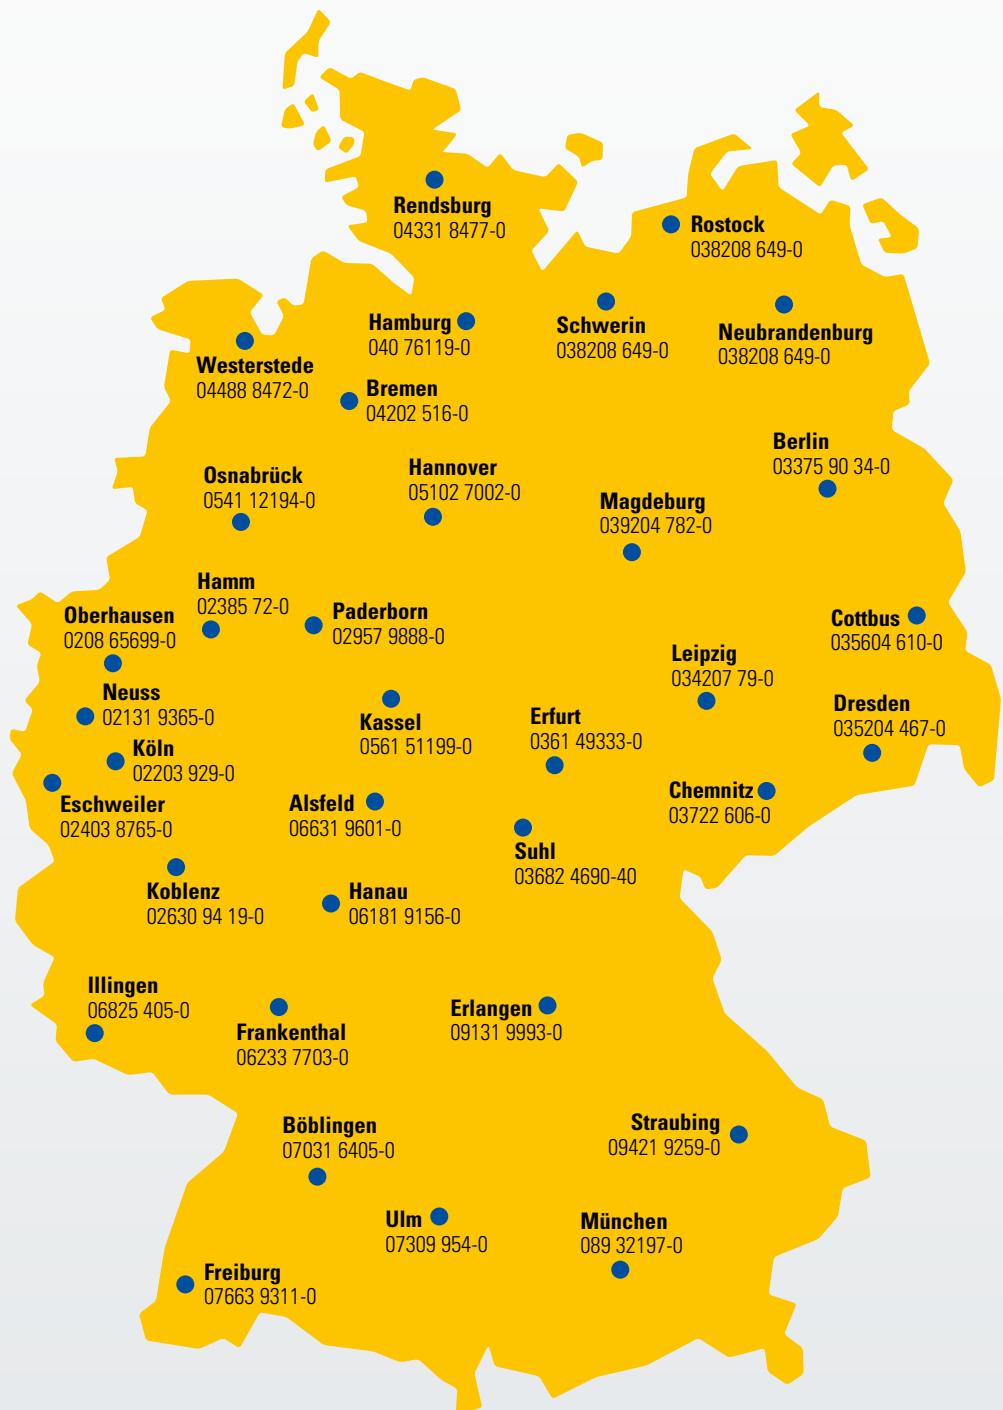 Rendsburg
04331 8477-0
Rostock
038208 649-0
Hamburg
040 76119-0
Schwerin
038208 649-0
Neubrandenburg
038208 649-0
Westerstede
04488 8472-0
Bremen
04202 516-0
Berlin
03375 90 34-0
Osnabrück
0541 12194-0
Hannover
05102 7002-0
Magdeburg
039204 782-0
Hamm
02385 72-0
Oberhausen
0208 65699-0
Paderborn
02957 9888-0
Cottbus
035604 610-0
Leipzig
034207 79-0
Neuss
02131 9365-0
Kassel
0561 51199-0
Erfurt
0361 49333-0
Dresden
035204 467-0
Köln
02203 929-0
Eschweiler
02403 8765-0
Alsfeld
06631 9601-0
Chemnitz
03722 606-0
Suhl
03682 4690-40
Koblenz
02630 94 19-0
Hanau
06181 9156-0
Illingen
06825 405-0
Frankenthal
06233 7703-0
Erlangen
09131 9993-0
Böblingen
07031 6405-0
Straubing
09421 9259-0
Ulm
07309 954-0
München
089 32197-0
Freiburg
07663 9311-0